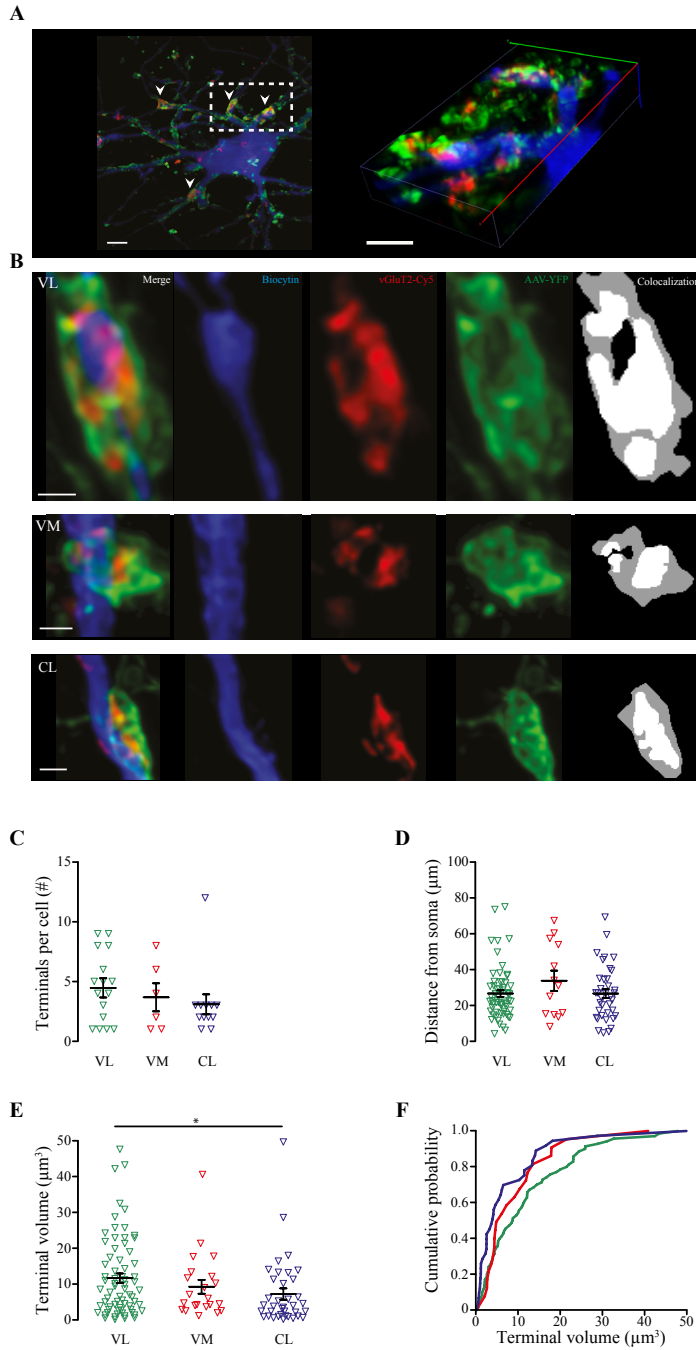 A
B
VL
Merge
Biocytin
vGluT2-Cy5
AAV-YFP
Colocalization
VM
CL
C
Terminals per cell (#)
15
10
5
0
VL
VM
CL
D
Distance from soma (µm)
100
80
60
40
20
0
VL
VM
CL
E
Terminal volume (µm³)
50
40
30
20
10
0
*
VL
VM
CL
F
Cumulative probability
1.0
0.8
0.6
0.4
0.2
0
0
10
20
30
40
50
Terminal volume (µm³)